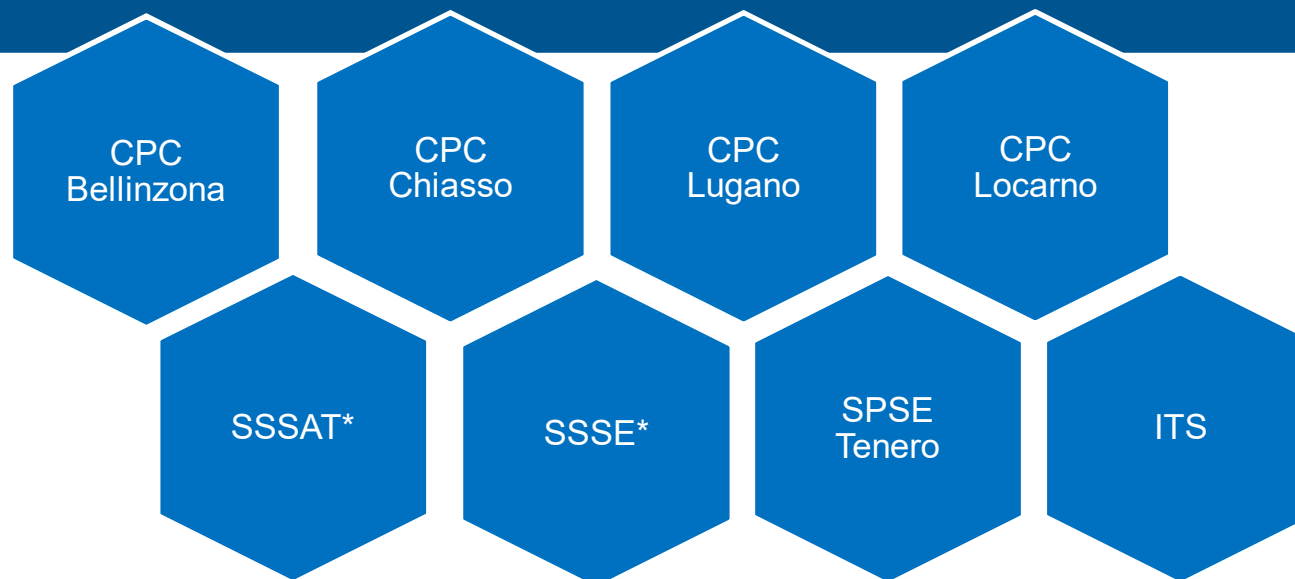 CPC
Bellinzona
CPC
Chiasso
CPC
Lugano
CPC
Locarno
SSSAT*
SSSE*
SPSE
Tenero
ITS